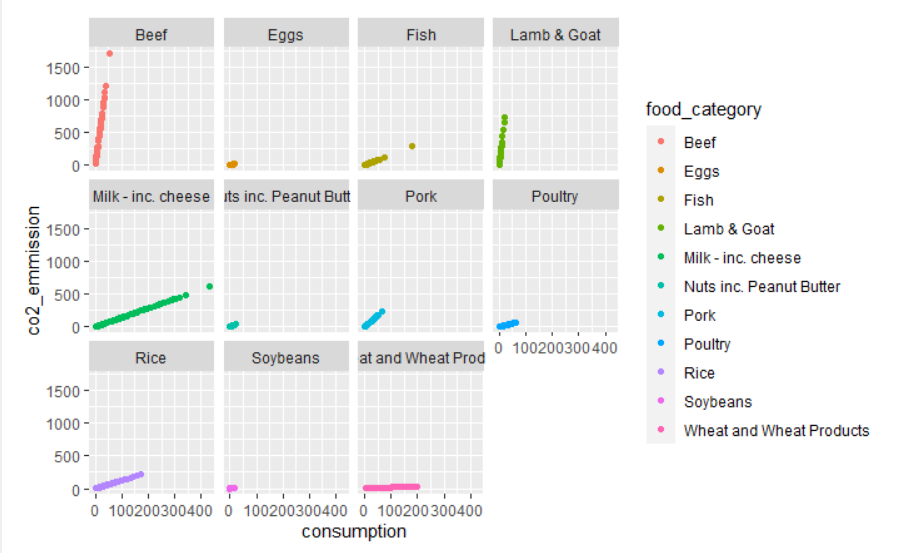 Beef Eggs Fish Lamb & Goat
1500
1000
500
0
Milk - inc. cheese uts inc. Peanut Butt Pork Poultry
1500
1000
500
0
0 100200300400
Rice Soybeans at and Wheat Prod
1500
1000
500
0
0 100200300400 0 100200300400 0 100200300400
consumption
co2_emmission
food_category
Beef
Eggs
Fish
Lamb & Goat
Milk - inc. cheese
Nuts inc. Peanut Butter
Pork
Poultry
Rice
Soybeans
Wheat and Wheat Products